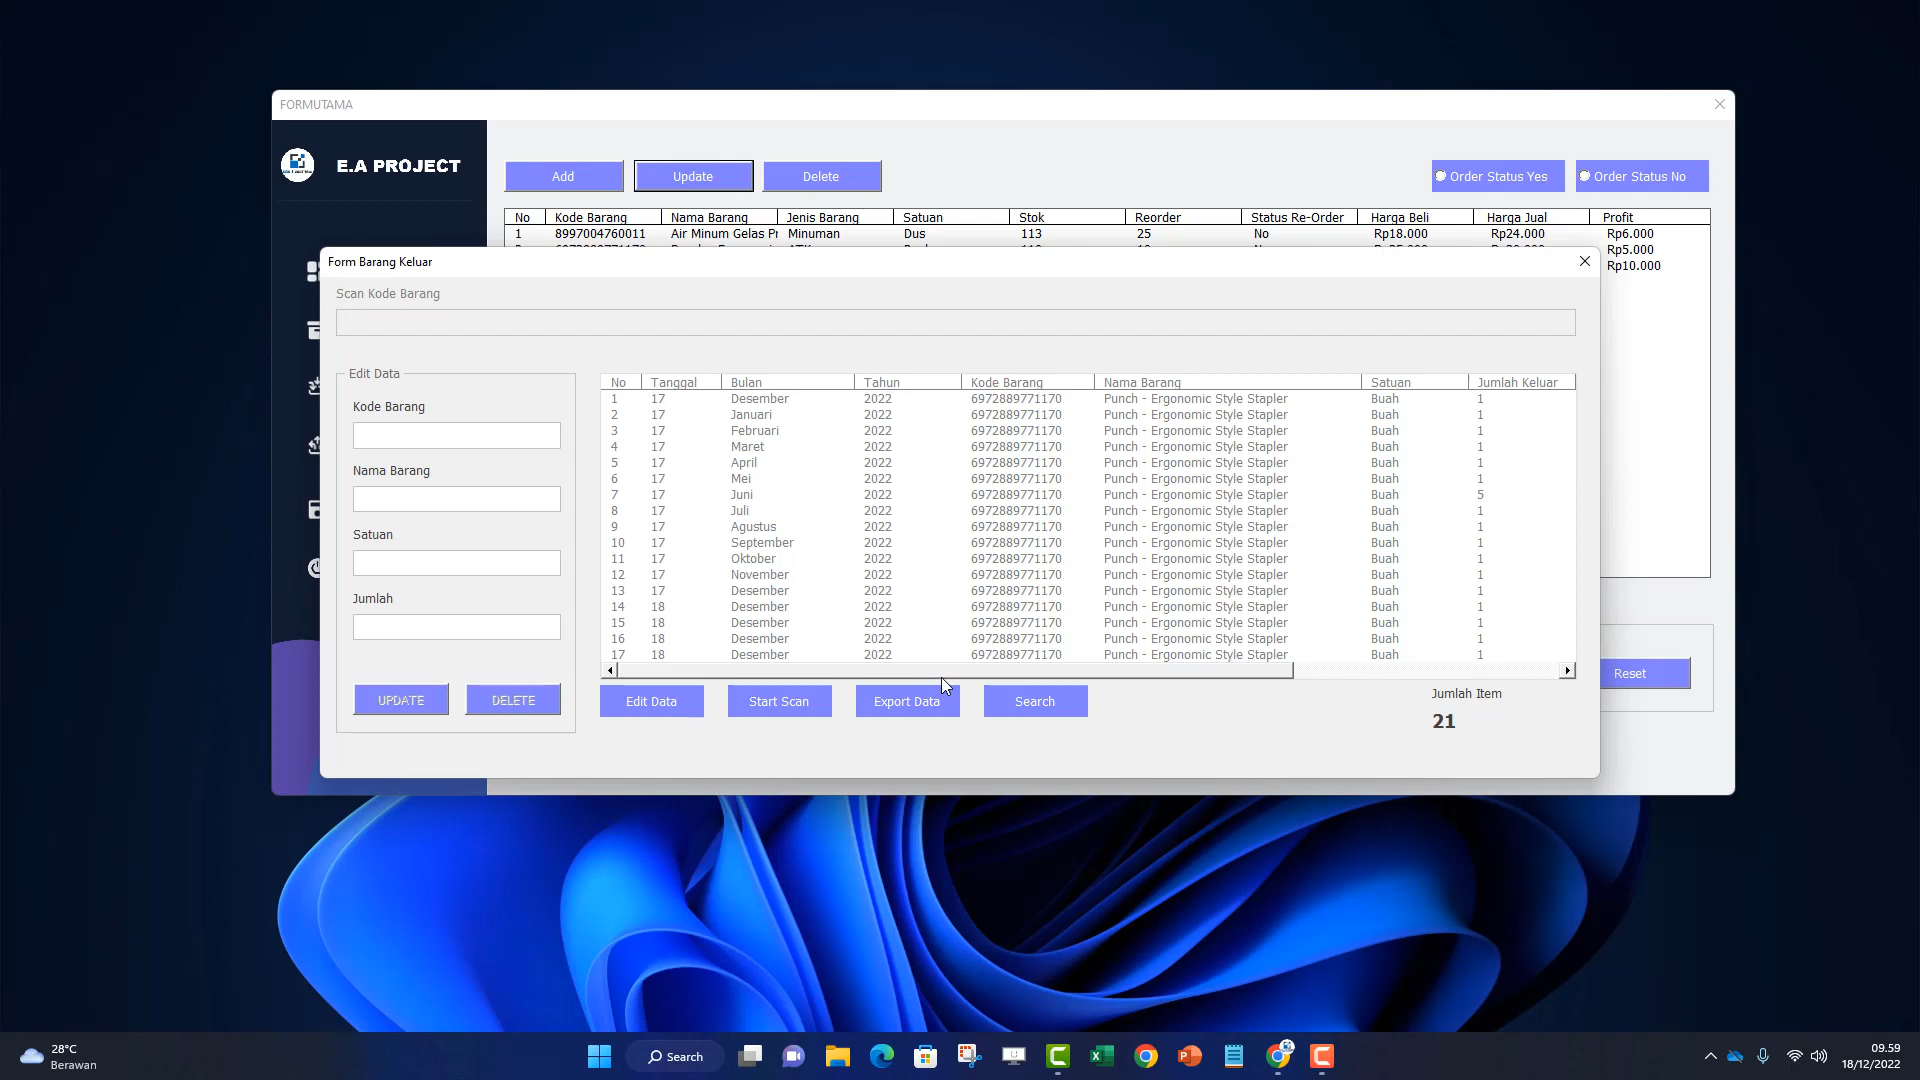 FORMUTAMA
E.A PROJECT
Add Update Delete Order Status Yes Order Status No
No Kode Barang Nama Barang Jenis Barang Satuan Stok Reorder Status Re-Order Harga Beli Harga Jual Profit
1 8997004760011 Air Minum Gelas Pr Minuman Dus 113 25 No Rp18.000 Rp24.000 Rp6.000
Rp5.000
Rp10.000
Form Barang Keluar
Scan Kode Barang
Edit Data
Kode Barang
Nama Barang
Satuan
Jumlah
UPDATE DELETE
No Tanggal Bulan Tahun Kode Barang Nama Barang Satuan Jumlah Keluar
1 17 Desember 2022 6972889771170 Punch - Ergonomic Style Stapler Buah 1
2 17 Januari 2022 6972889771170 Punch - Ergonomic Style Stapler Buah 1
3 17 Februari 2022 6972889771170 Punch - Ergonomic Style Stapler Buah 1
4 17 Maret 2022 6972889771170 Punch - Ergonomic Style Stapler Buah 1
5 17 April 2022 6972889771170 Punch - Ergonomic Style Stapler Buah 1
6 17 Mei 2022 6972889771170 Punch - Ergonomic Style Stapler Buah 1
7 17 Juni 2022 6972889771170 Punch - Ergonomic Style Stapler Buah 5
8 17 Juli 2022 6972889771170 Punch - Ergonomic Style Stapler Buah 1
9 17 Agustus 2022 6972889771170 Punch - Ergonomic Style Stapler Buah 1
10 17 September 2022 6972889771170 Punch - Ergonomic Style Stapler Buah 1
11 17 Oktober 2022 6972889771170 Punch - Ergonomic Style Stapler Buah 1
12 17 November 2022 6972889771170 Punch - Ergonomic Style Stapler Buah 1
13 17 Desember 2022 6972889771170 Punch - Ergonomic Style Stapler Buah 1
14 18 Desember 2022 6972889771170 Punch - Ergonomic Style Stapler Buah 1
15 18 Desember 2022 6972889771170 Punch - Ergonomic Style Stapler Buah 1
16 18 Desember 2022 6972889771170 Punch - Ergonomic Style Stapler Buah 1
17 18 Desember 2022 6972889771170 Punch - Ergonomic Style Stapler Buah 1
Edit Data Start Scan Export Data Search
Jumlah Item
21
Reset
28°C
Berawan
Search
09.59
18/12/2022